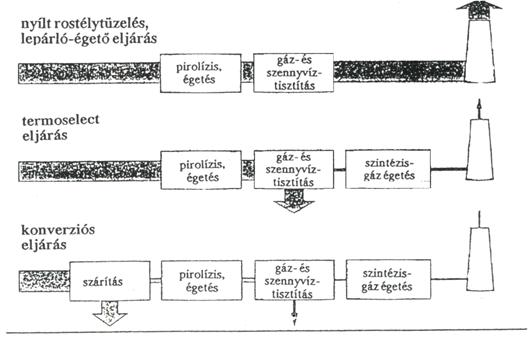 nyílt rostélytüzelés,
lepárló-égető eljárás
pirolízis,
égetés
gáz-és
szennyvíz-
tisztítás
termoselect
eljárás
pirolízis,
égetés
gáz- és
szennyvíz-
tisztítás
szintézis-
gáz égetés
konverziós
eljárás
szárítás
pirolízis,
égetés
gáz- és
szennyvíz-
tisztítás
szintézis-
gáz égetés